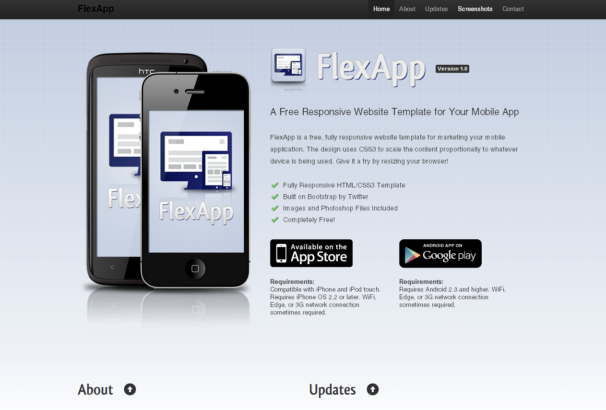 FlexApp
Home About Updates Screenshots Contact
hTC
FlexApp
Flex
FlexApp
Version 1.0
A Free Responsive Website Template for Your Mobile App
FlexApp is a free, fully responsive website template for marketing your mobile
application. The design uses CSS3 to scale the content proportionally to whatever
device is being used. Give it a try by resizing your browser!
Fully Responsive HTML/CSS3 Template
Built on Bootstrap by Twitter
Images and Photoshop Files Included
Completely Free!
Available on the
App Store
ANDROID APP ON
Google play
Requirements:
Compatible with iPhone and iPod touch.
Requires iPhone OS 2.2 or later. WiFi,
Edge, or 3G network connection
sometimes required.
Requirements:
Requires Android 2.3 and higher. WiFi,
Edge, or 3G network connection
sometimes required.
About
Updates